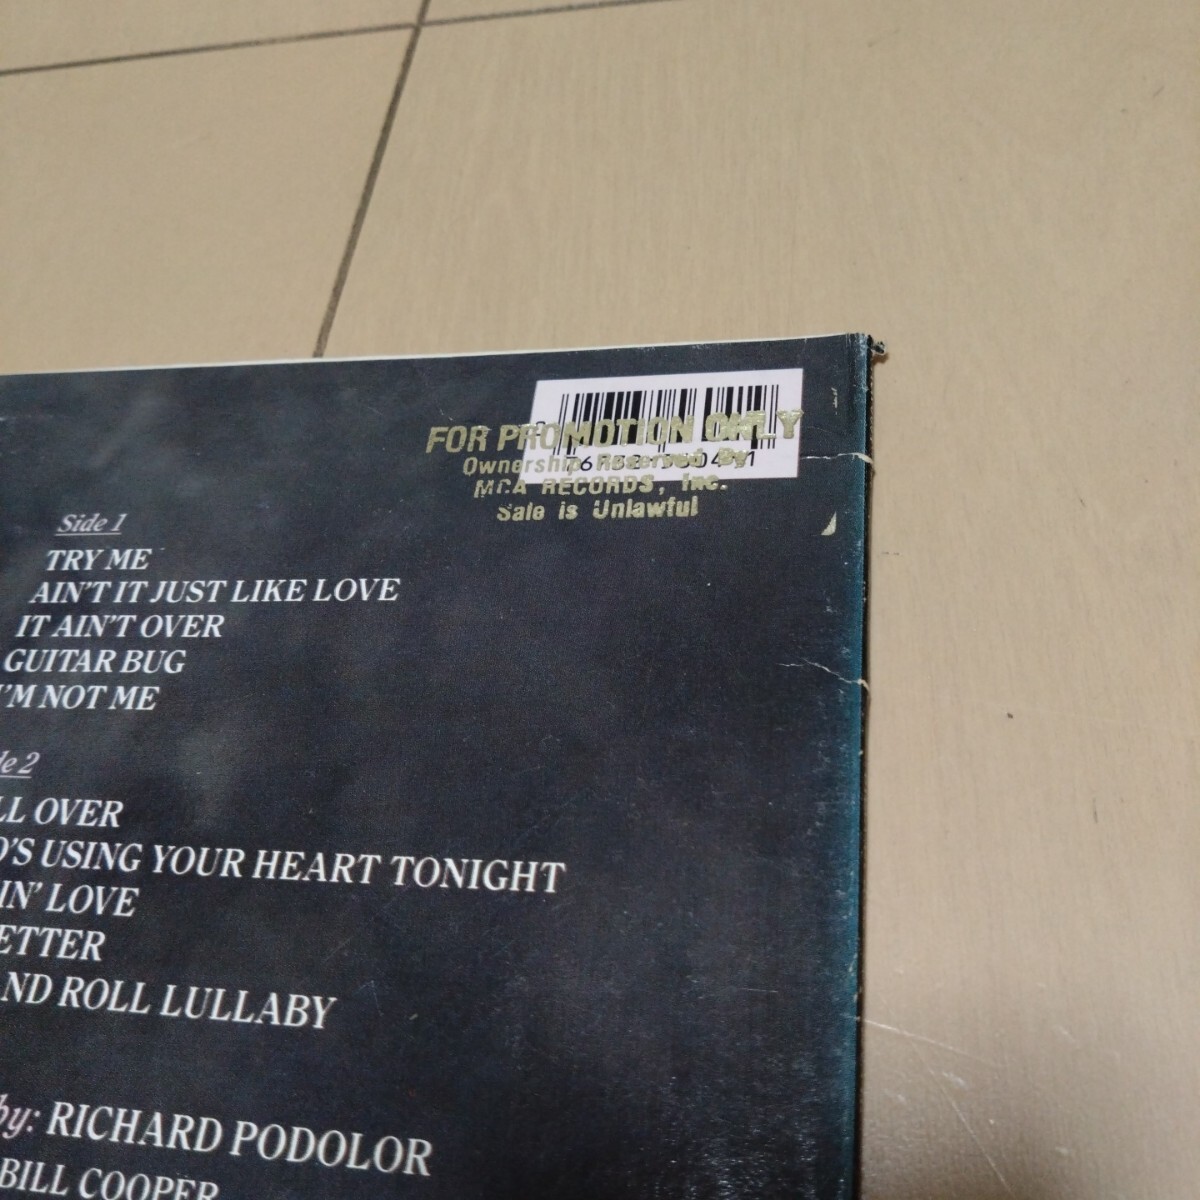 FOR PROMOTION ONLY
Ownership Reserved By
MCA RECORDS, Inc.
Sale is Unlawful
Side 1
TRY ME
AIN'T IT JUST LIKE LOVE
IT AIN'T OVER
GUITAR BUG
I'M NOT ME
de 2
LL OVER
O'S USING YOUR HEART TONIGHT
IN' LOVE
ETTER
ND ROLL LULLABY
by: RICHARD PODOLOR
BILL COOPER